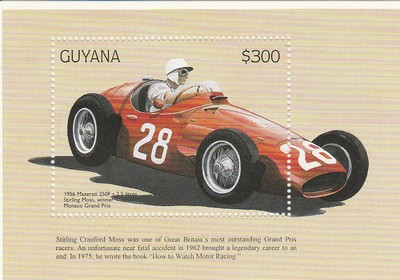 GUYANA $300
28
28
1956 Maserati 250F • 2.5 litres
Stirling Moss, winner
Monaco Grand Prix
Stirling Crauford Moss was one of Great Britain's most outstanding Grand Prix
racers. An unfortunate near fatal accident in 1962 brought a legendary career to an
end. In 1975, he wrote the book "How to Watch Motor Racing."